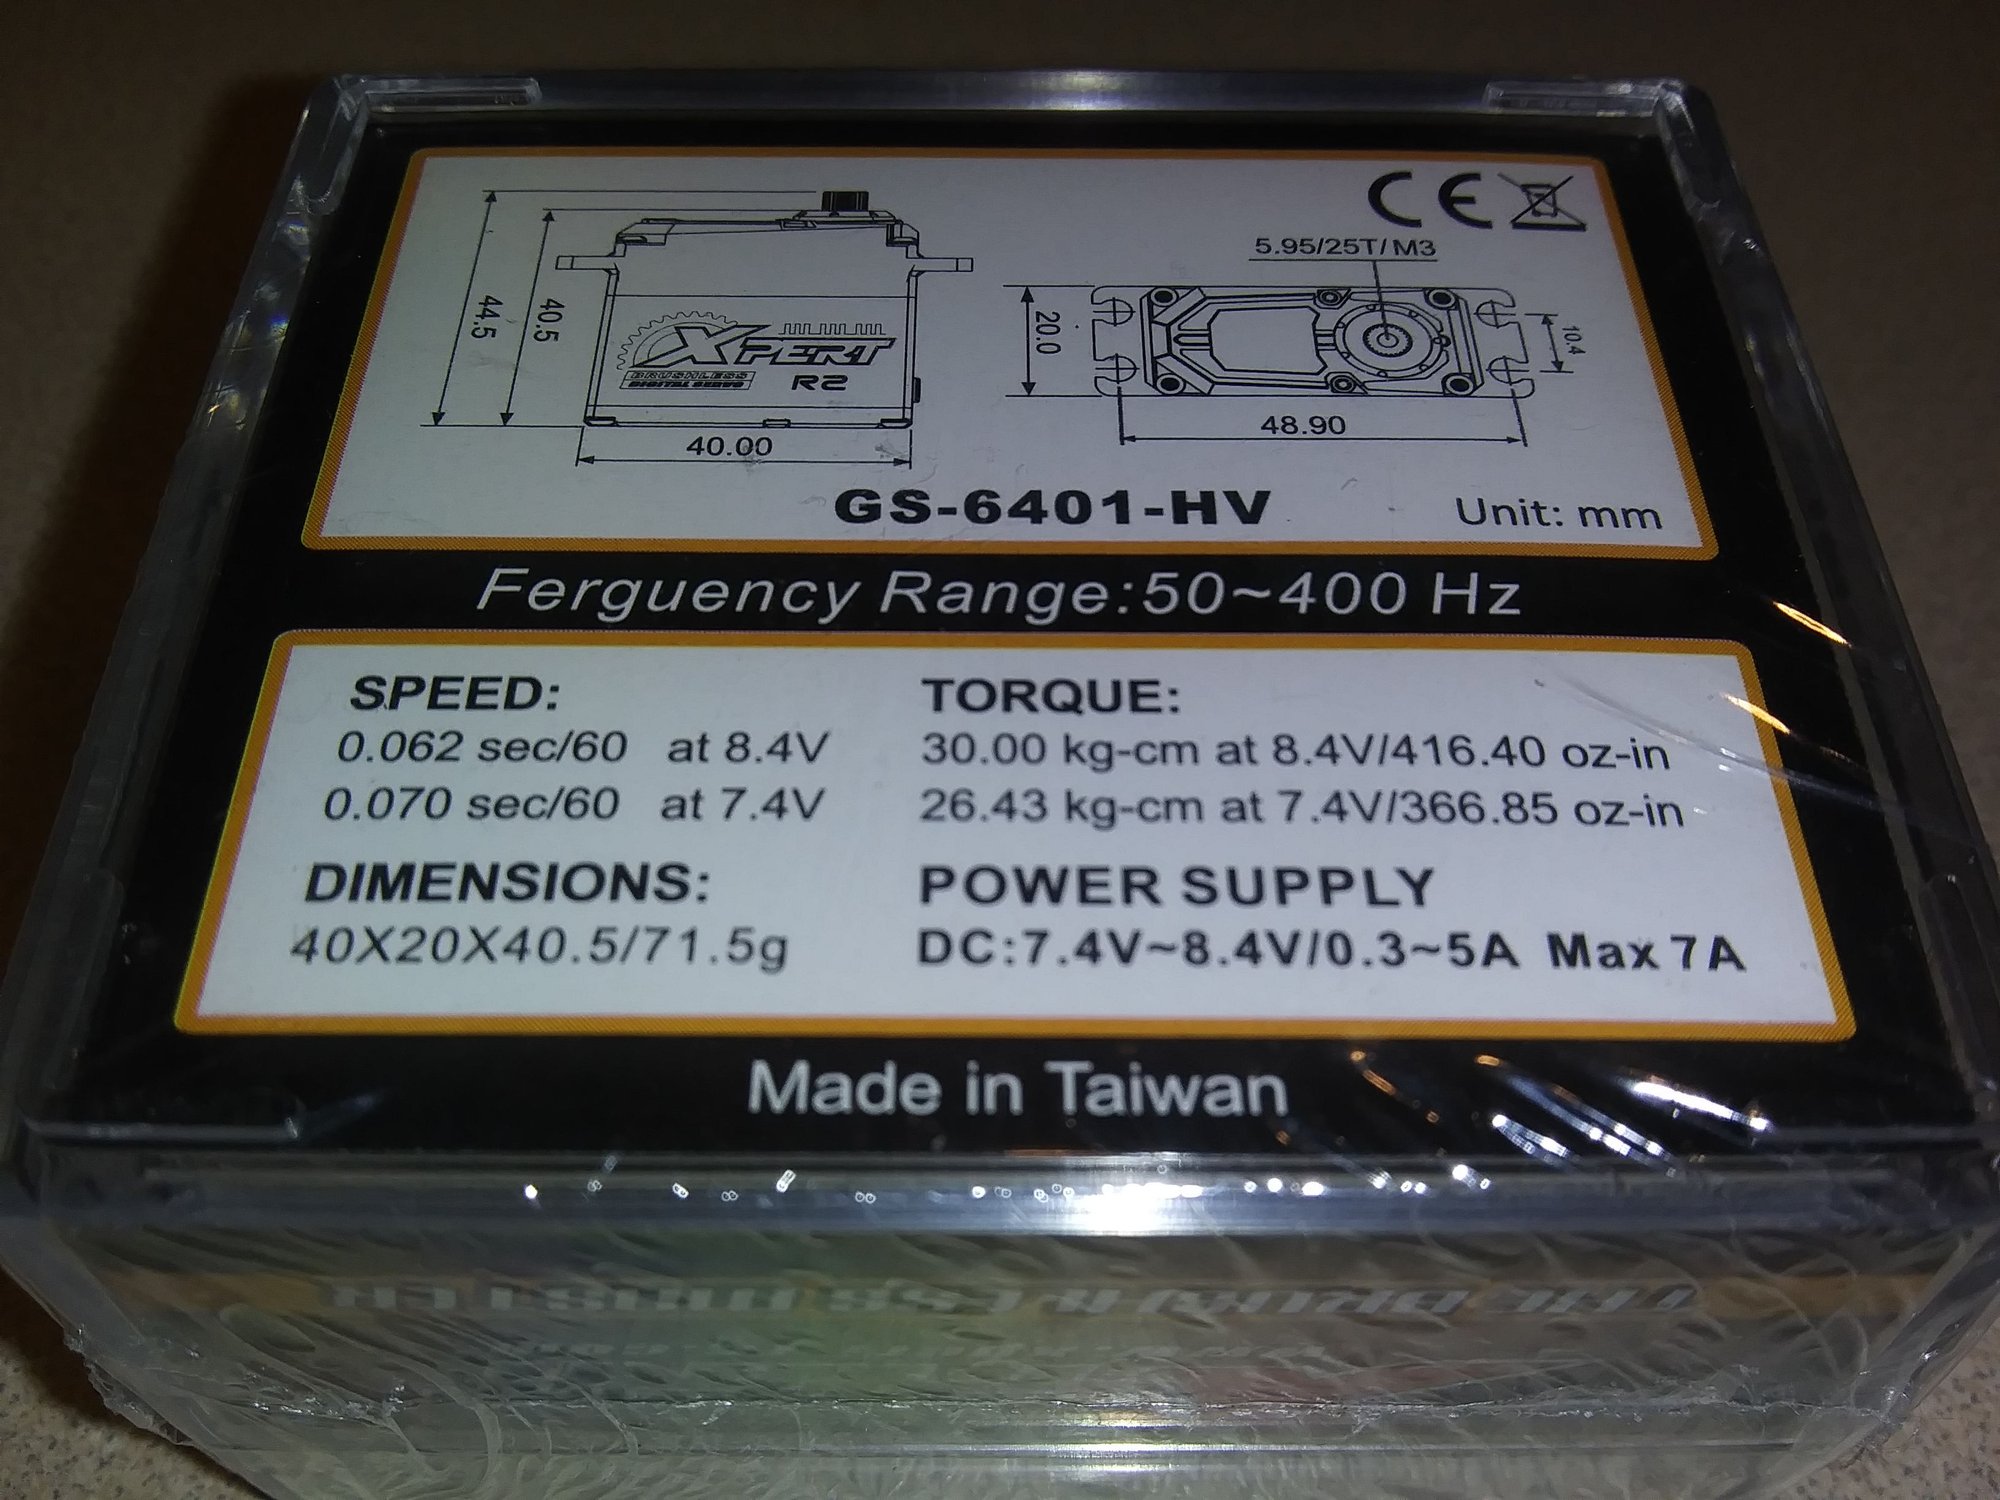 CE
5.95/25T/M3
44.5
40.5
20.0
10.4
XPERT
BRUSHLESS
DIGITAL SERVO
R2
40.00
48.90
GS-6401-HV
Unit: mm
Ferguency Range:50~400 Hz
SPEED:
0.062 sec/60 at 8.4V
0.070 sec/60 at 7.4V
TORQUE:
30.00 kg-cm at 8.4V/416.40 oz-in
26.43 kg-cm at 7.4V/366.85 oz-in
DIMENSIONS:
40X20X40.5/71.5g
POWER SUPPLY
DC:7.4V~8.4V/0.3~5A Max 7A
Made in Taiwan